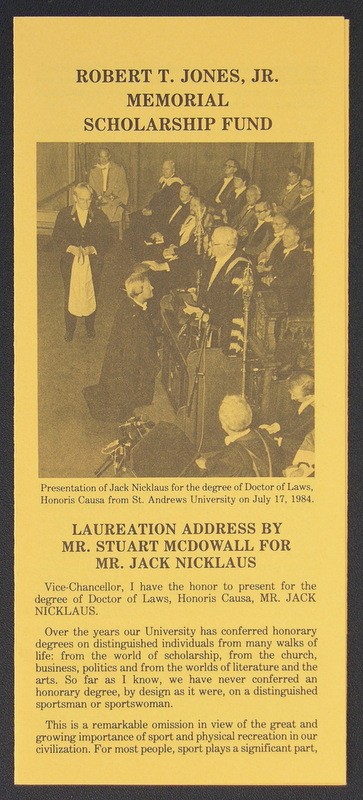 ROBERT T. JONES, JR.
MEMORIAL
SCHOLARSHIP FUND
Presentation of Jack Nicklaus for the degree of Doctor of Laws,
Honoris Causa from St. Andrews University on July 17, 1984.
LAUREATION ADDRESS BY
MR. STUART MCDOWALL FOR
MR. JACK NICKLAUS
Vice-Chancellor, I have the honor to present for the
degree of Doctor of Laws, Honoris Causa, MR. JACK
NICKLAUS.
Over the years our University has conferred honorary
degrees on distinguished individuals from many walks of
life: from the world of scholarship, from the church,
business, politics and from the worlds of literature and the
arts. So far as I know, we have never conferred an
honorary degree, by design as it were, on a distinguished
sportsman or sportswoman.
This is a remarkable omission in view of the great and
growing importance of sport and physical recreation in our
civilization. For most people, sport plays a significant part,